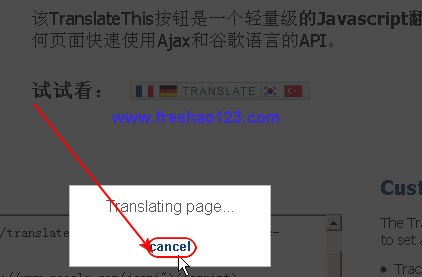 该TranslateThis按钮是一个轻量级的Javascript翻
何页面快速使用Ajax和谷歌语言的API。
试试看： TRANSLATE
www.freehao123.com
Translating page...
cancel
Cust
The Tra
to set a
Trac
/translate